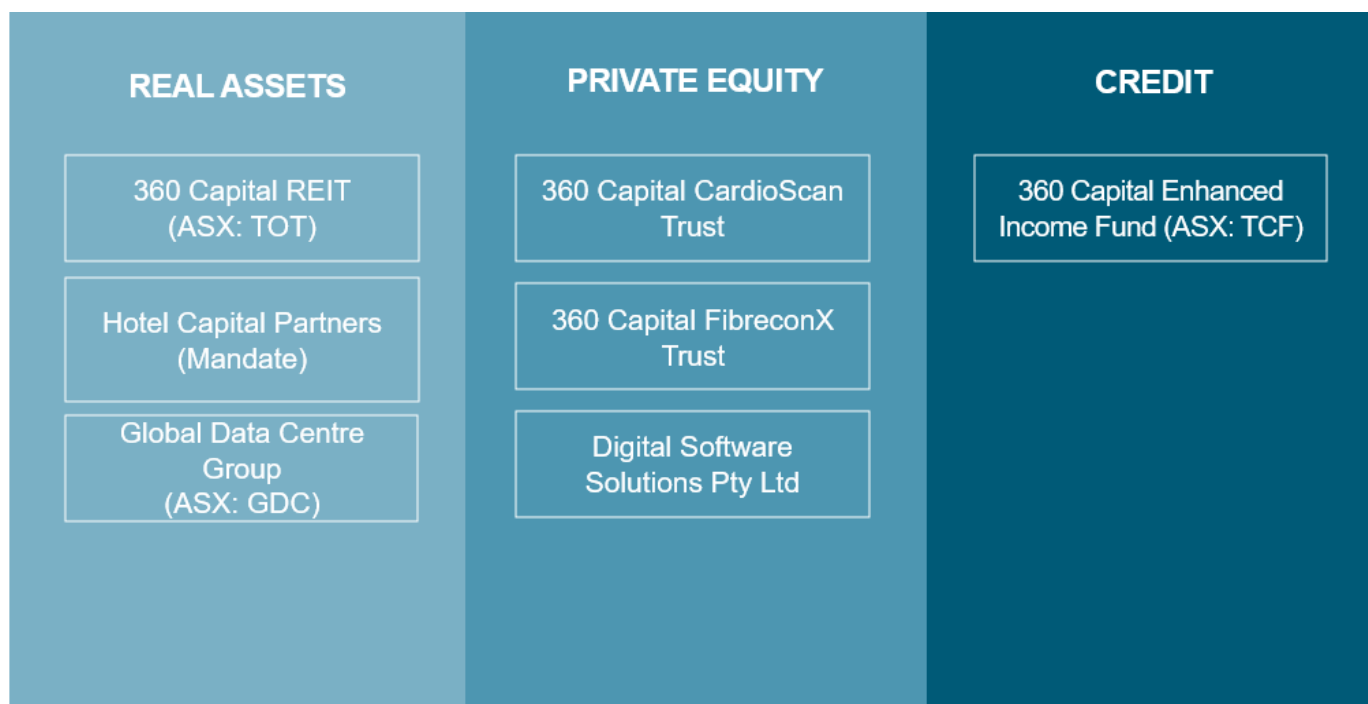 REAL ASSETS
360 Capital REIT
(ASX: TOT)
Hotel Capital Partners
(Mandate)
Global Data Centre
Group
(ASX: GDC)
PRIVATE EQUITY
360 Capital CardioScan
Trust
360 Capital FibreconX
Trust
Digital Software
Solutions Pty Ltd
CREDIT
360 Capital Enhanced
Income Fund (ASX: TCF)